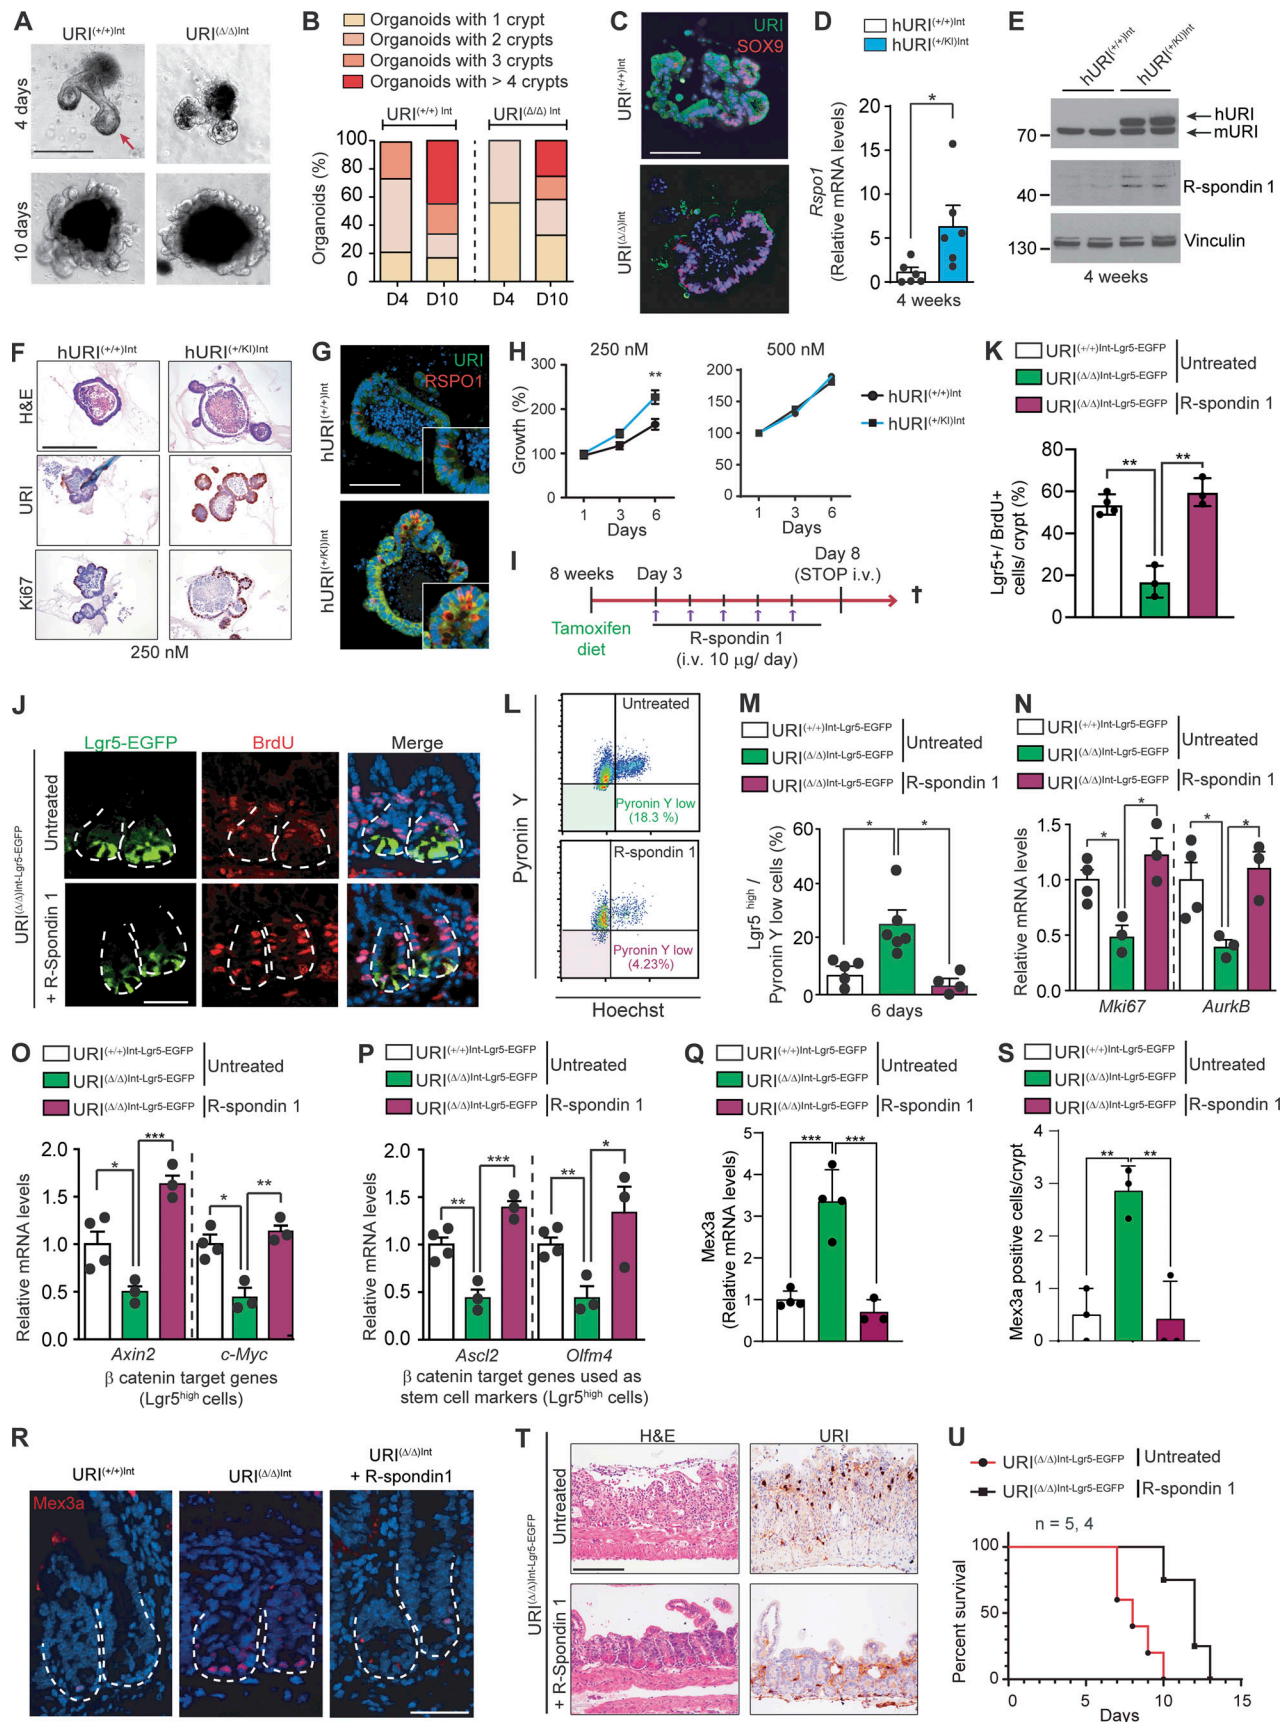 A
URI(+/+)Int
URI(Δ/Δ)Int
4 days
10 days
B
Organoids with 1 crypt
Organoids with 2 crypts
Organoids with 3 crypts
Organoids with > 4 crypts
URI(+/+) Int
URI(Δ/Δ) Int
Organoids (%)
100
80
60
40
20
0
D4
D10
D4
D10
C
URI
SOX9
URI(+/+)Int
URI(Δ/Δ)Int
D
hURI(+/+)Int
hURI(+/KI)Int
Rspo1
(Relative mRNA levels)
20
15
10
5
0
*
4 weeks
E
hURI(+/+)Int
hURI(+/KI)Int
70
hURI
mURI
40
R-spondin 1
130
Vinculin
4 weeks
F
hURI(+/+)Int
hURI(+/KI)Int
H&E
URI
Ki67
250 nM
G
URI
RSPO1
hURI(+/+)Int
hURI(+/KI)Int
H
250 nM
500 nM
Growth (%)
300
200
100
0
**
1
3
6
Days
200
150
100
50
0
1
3
6
Days
hURI(+/+)Int
hURI(+/KI)Int
I
8 weeks
Day 3
Day 8
(STOP i.v.)
†
Tamoxifen
diet
R-spondin 1
(i.v. 10 μg/ day)
K
URI(+/+)Int-Lgr5-EGFP
URI(Δ/Δ)Int-Lgr5-EGFP
Untreated
URI(Δ/Δ)Int-Lgr5-EGFP
R-spondin 1
Lgr5+/ BrdU+
cells/ crypt (%)
80
60
40
20
0
**
**
J
Lgr5-EGFP
BrdU
Merge
URI(Δ/Δ)Int-Lgr5-EGFP
Untreated
+ R-Spondin 1
L
Untreated
Pyronin Y low
(18.3 %)
R-spondin 1
Pyronin Y low
(4.23%)
Pyronin Y
Hoechst
M
URI(+/+)Int-Lgr5-EGFP
URI(Δ/Δ)Int-Lgr5-EGFP
Untreated
URI(Δ/Δ)Int-Lgr5-EGFP
R-spondin 1
Lgr5 high /
Pyronin Y low cells (%)
60
40
20
0
*
*
6 days
N
URI(+/+)Int-Lgr5-EGFP
URI(Δ/Δ)Int-Lgr5-EGFP
Untreated
URI(Δ/Δ)Int-Lgr5-EGFP
R-spondin 1
Relative mRNA levels
1.5
1.0
0.5
0.0
*
*
*
*
Mki67
AurkB
O
URI(+/+)Int-Lgr5-EGFP
URI(Δ/Δ)Int-Lgr5-EGFP
Untreated
URI(Δ/Δ)Int-Lgr5-EGFP
R-spondin 1
Relative mRNA levels
2.0
1.5
1.0
0.5
0.0
*
***
*
**
Axin2
c-Myc
β catenin target genes
(Lgr5high cells)
P
URI(+/+)Int-Lgr5-EGFP
URI(Δ/Δ)Int-Lgr5-EGFP
Untreated
URI(Δ/Δ)Int-Lgr5-EGFP
R-spondin 1
Relative mRNA levels
2.0
1.5
1.0
0.5
0.0
**
***
**
*
Ascl2
Olfm4
β catenin target genes used as
stem cell markers (Lgr5high cells)
Q
URI(+/+)Int-Lgr5-EGFP
URI(Δ/Δ)Int-Lgr5-EGFP
Untreated
URI(Δ/Δ)Int-Lgr5-EGFP
R-spondin 1
Mex3a
(Relative mRNA levels)
5
4
3
2
1
0
***
***
S
URI(+/+)Int-Lgr5-EGFP
URI(Δ/Δ)Int-Lgr5-EGFP
Untreated
URI(Δ/Δ)Int-Lgr5-EGFP
R-spondin 1
Mex3a positive cells/crypt
4
3
2
1
0
**
**
R
URI(+/+)Int
URI(Δ/Δ)Int
URI(Δ/Δ)Int
+ R-spondin1
Mex3a
T
H&E
URI
URI(Δ/Δ)Int-Lgr5-EGFP
Untreated
+ R-Spondin 1
U
URI(Δ/Δ)Int-Lgr5-EGFP
Untreated
URI(Δ/Δ)Int-Lgr5-EGFP
R-spondin 1
n = 5, 4
Percent survival
100
50
0
0
5
10
15
Days